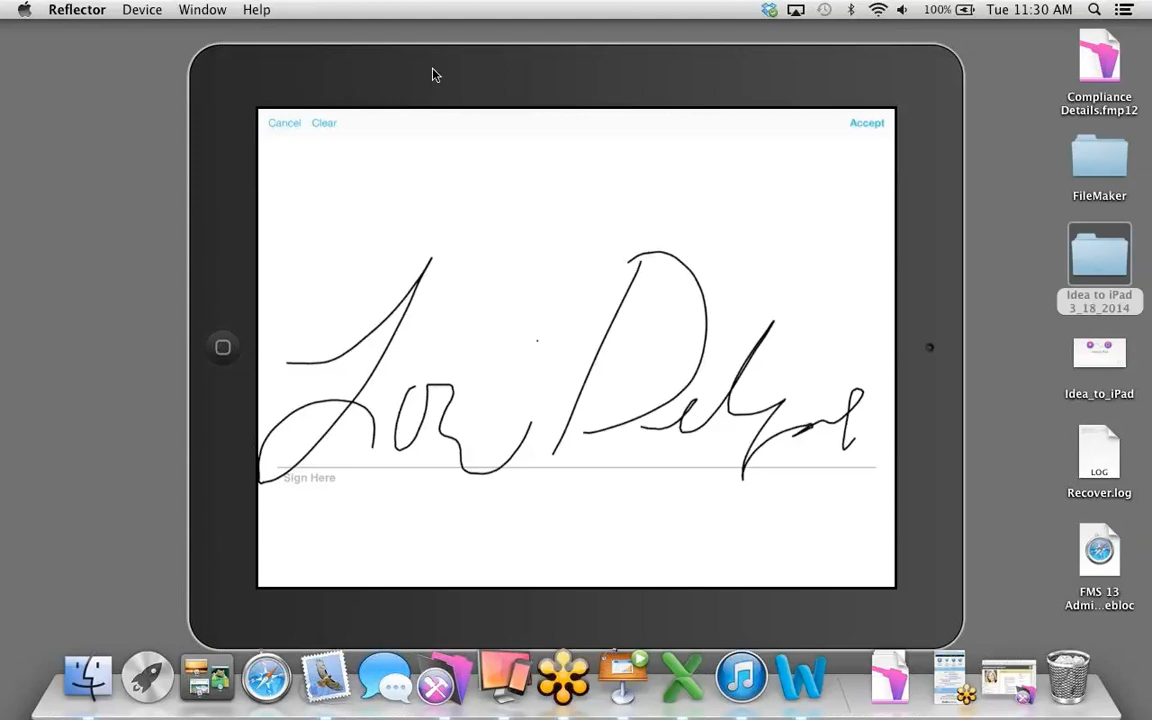 Reflector Device Window Help 100% Tue 11:30 AM
Compliance
Details.fmp12
Cancel Clear Accept
FileMaker
Idea to iPad
3_18_2014
Lori
Idea_to_iPad
Sign Here
LOG
Recover.log
FMS 13
Admi...ebloc